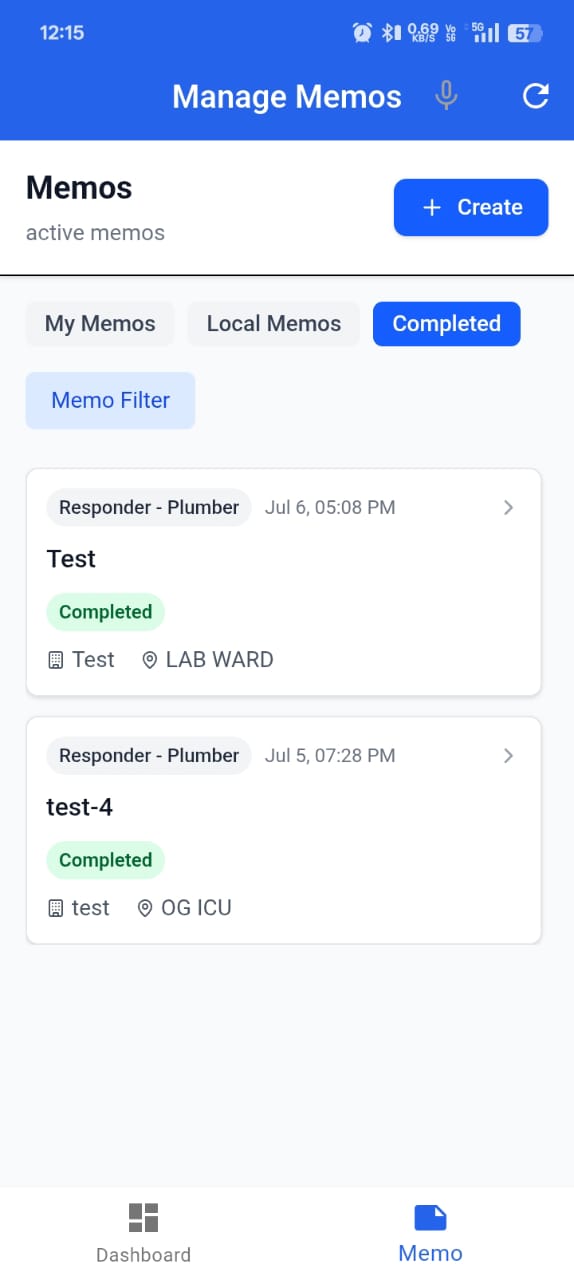 12:15 0.69 KB/S Vo 56 5G 57
Manage Memos
Memos
+ Create
active memos
My Memos Local Memos Completed
Memo Filter
Responder - Plumber Jul 6, 05:08 PM
Test
Completed
Test LAB WARD
Responder - Plumber Jul 5, 07:28 PM
test-4
Completed
test OG ICU
Dashboard Memo